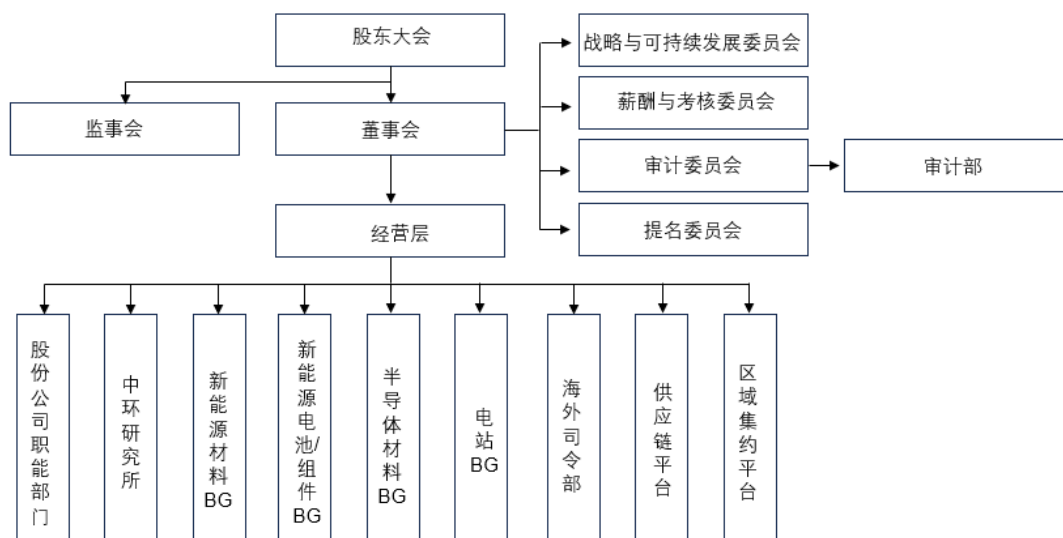 股东大会
战略与可持续发展委员会
薪酬与考核委员会
监事会
董事会
审计委员会
审计部
经营层
提名委员会
股份公司职能部门
中环研究所
新能源材料BG
新能源电池/组件BG
半导体材料BG
电站BG
海外司令部
供应链平台
区域集约平台